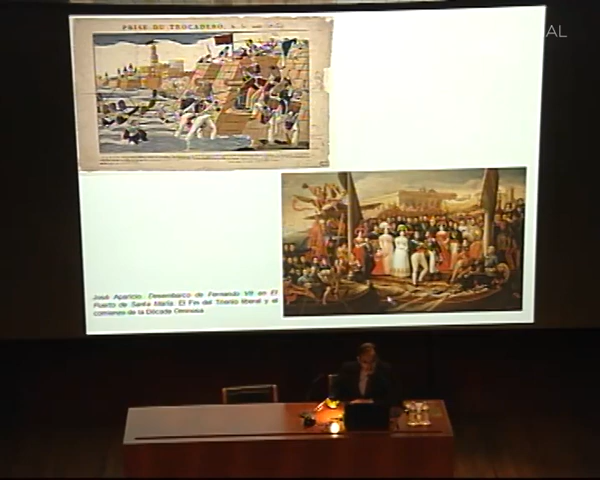 AL
PRISE DU TROCADERO,
José Aparicio. Desembarco de Fernando VII en El
Puerto de Santa María. El Fin del Trienio liberal y el
comienzo de la Década Ominosa